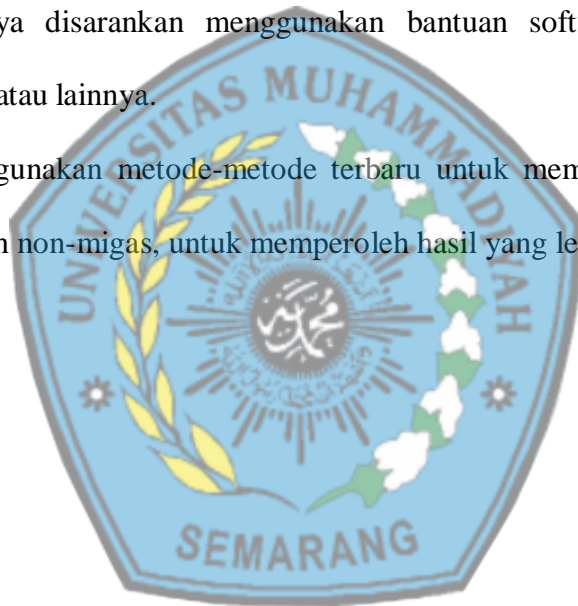 ya disarankan menggunakan bantuan soft
atau lainnya.
gunakan metode-metode terbaru untuk mem
n non-migas, untuk memperoleh hasil yang le
UNIVERSITAS MUHAMMADIYAH
محمدية
SEMARANG